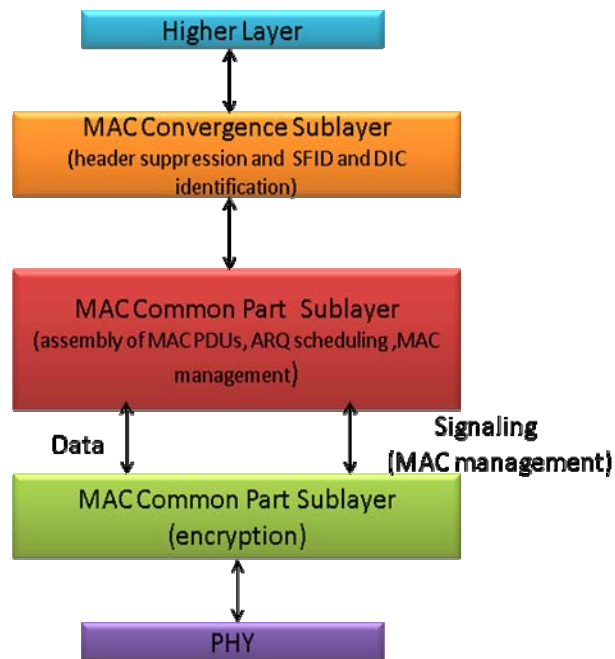 Higher Layer
MAC Convergence Sublayer
(header suppression and SFID and DIC
identification)
MAC Common Part Sublayer
(assembly of MAC PDUs, ARQ scheduling ,MAC
management)
Data
Signaling
(MAC management)
MAC Common Part Sublayer
(encryption)
PHY